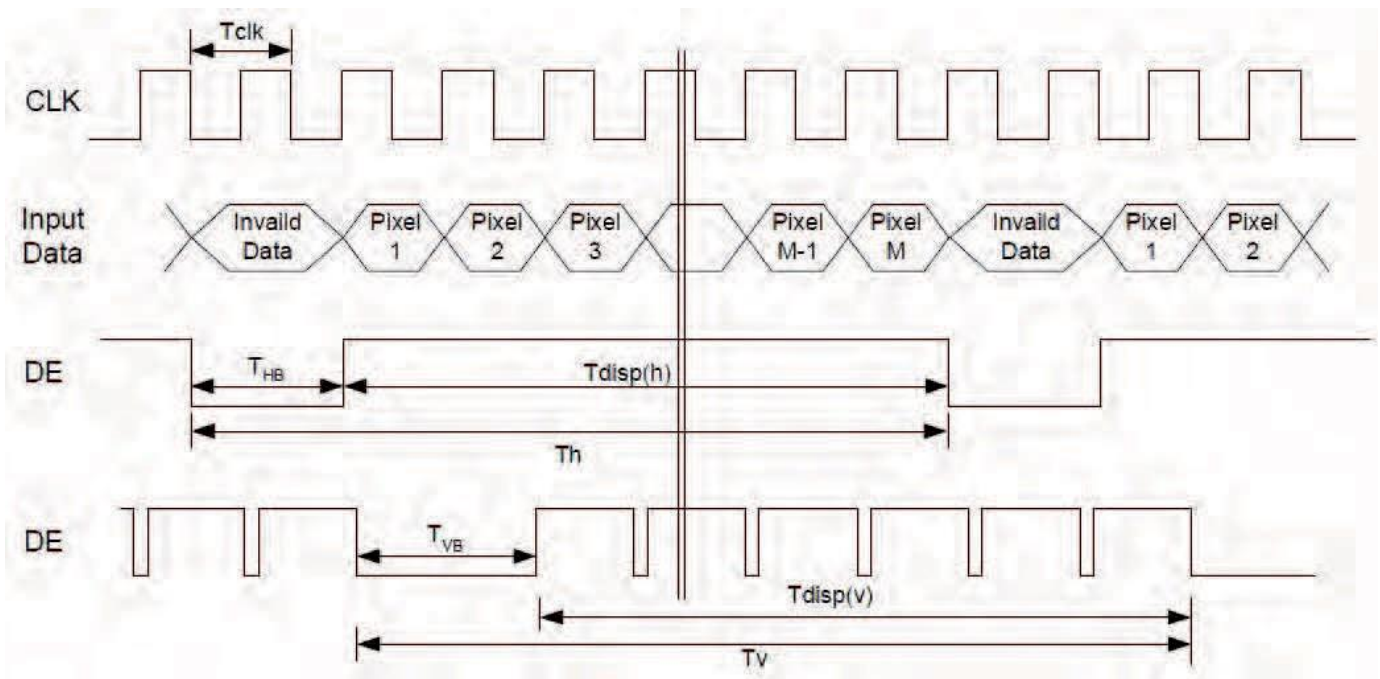 Tclk
CLK
Input
Data
Invaild
Data
Pixel
1
Pixel
2
Pixel
3
Pixel
M-1
Pixel
M
Invaild
Data
Pixel
1
Pixel
2
DE
THB
Tdisp(h)
Th
DE
TVB
Tdisp(v)
Tv